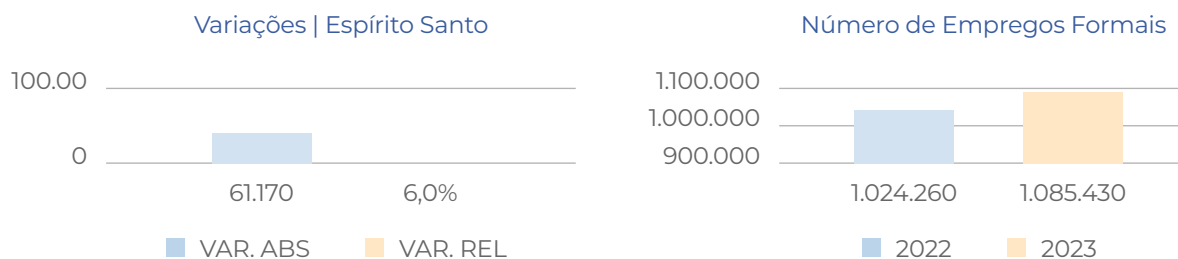 Variações | Espírito Santo
100.00
0
61.170 6,0%
VAR. ABS VAR. REL
Número de Empregos Formais
1.100.000
1.000.000
900.000
1.024.260 1.085.430
2022 2023